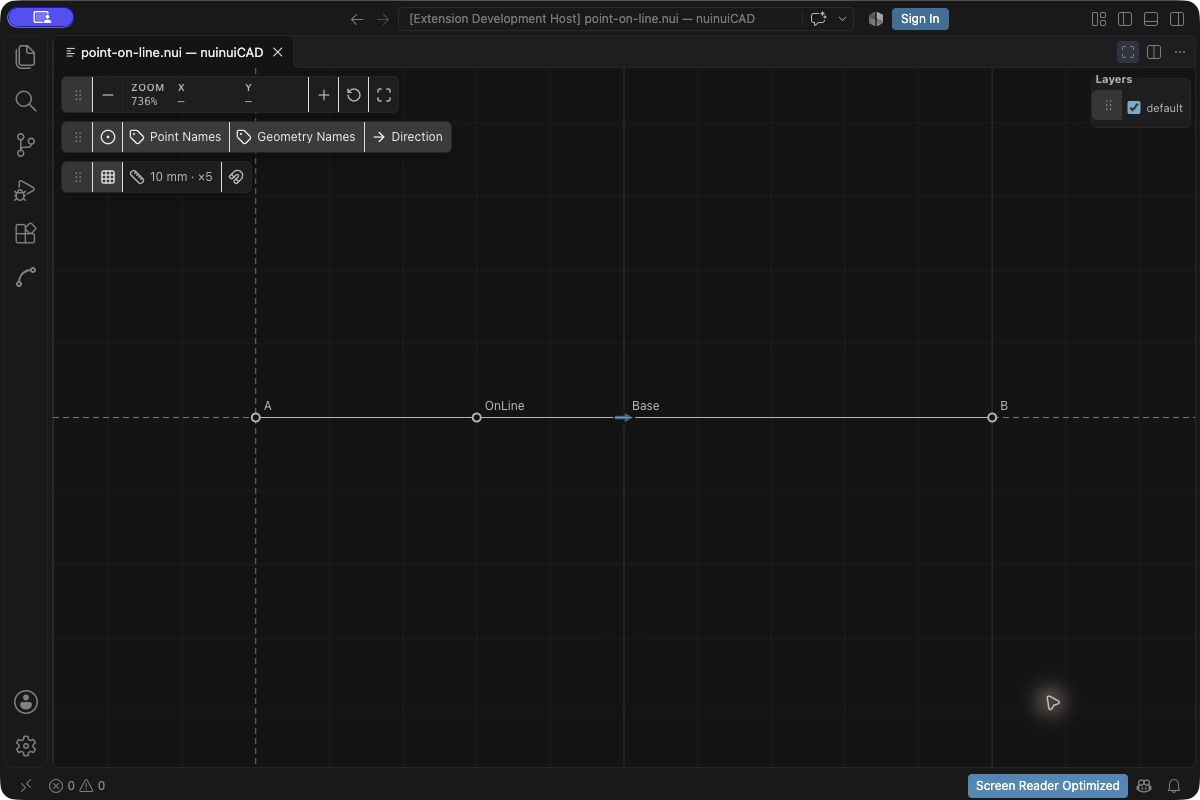 [Extension Development Host] point-on-line.nui — nuinuiCAD
Sign In
point-on-line.nui — nuinuiCAD
ZOOM X Y
736% – –
Layers
default
Point Names Geometry Names Direction
10 mm · ×5
A OnLine Base B
0 0
Screen Reader Optimized